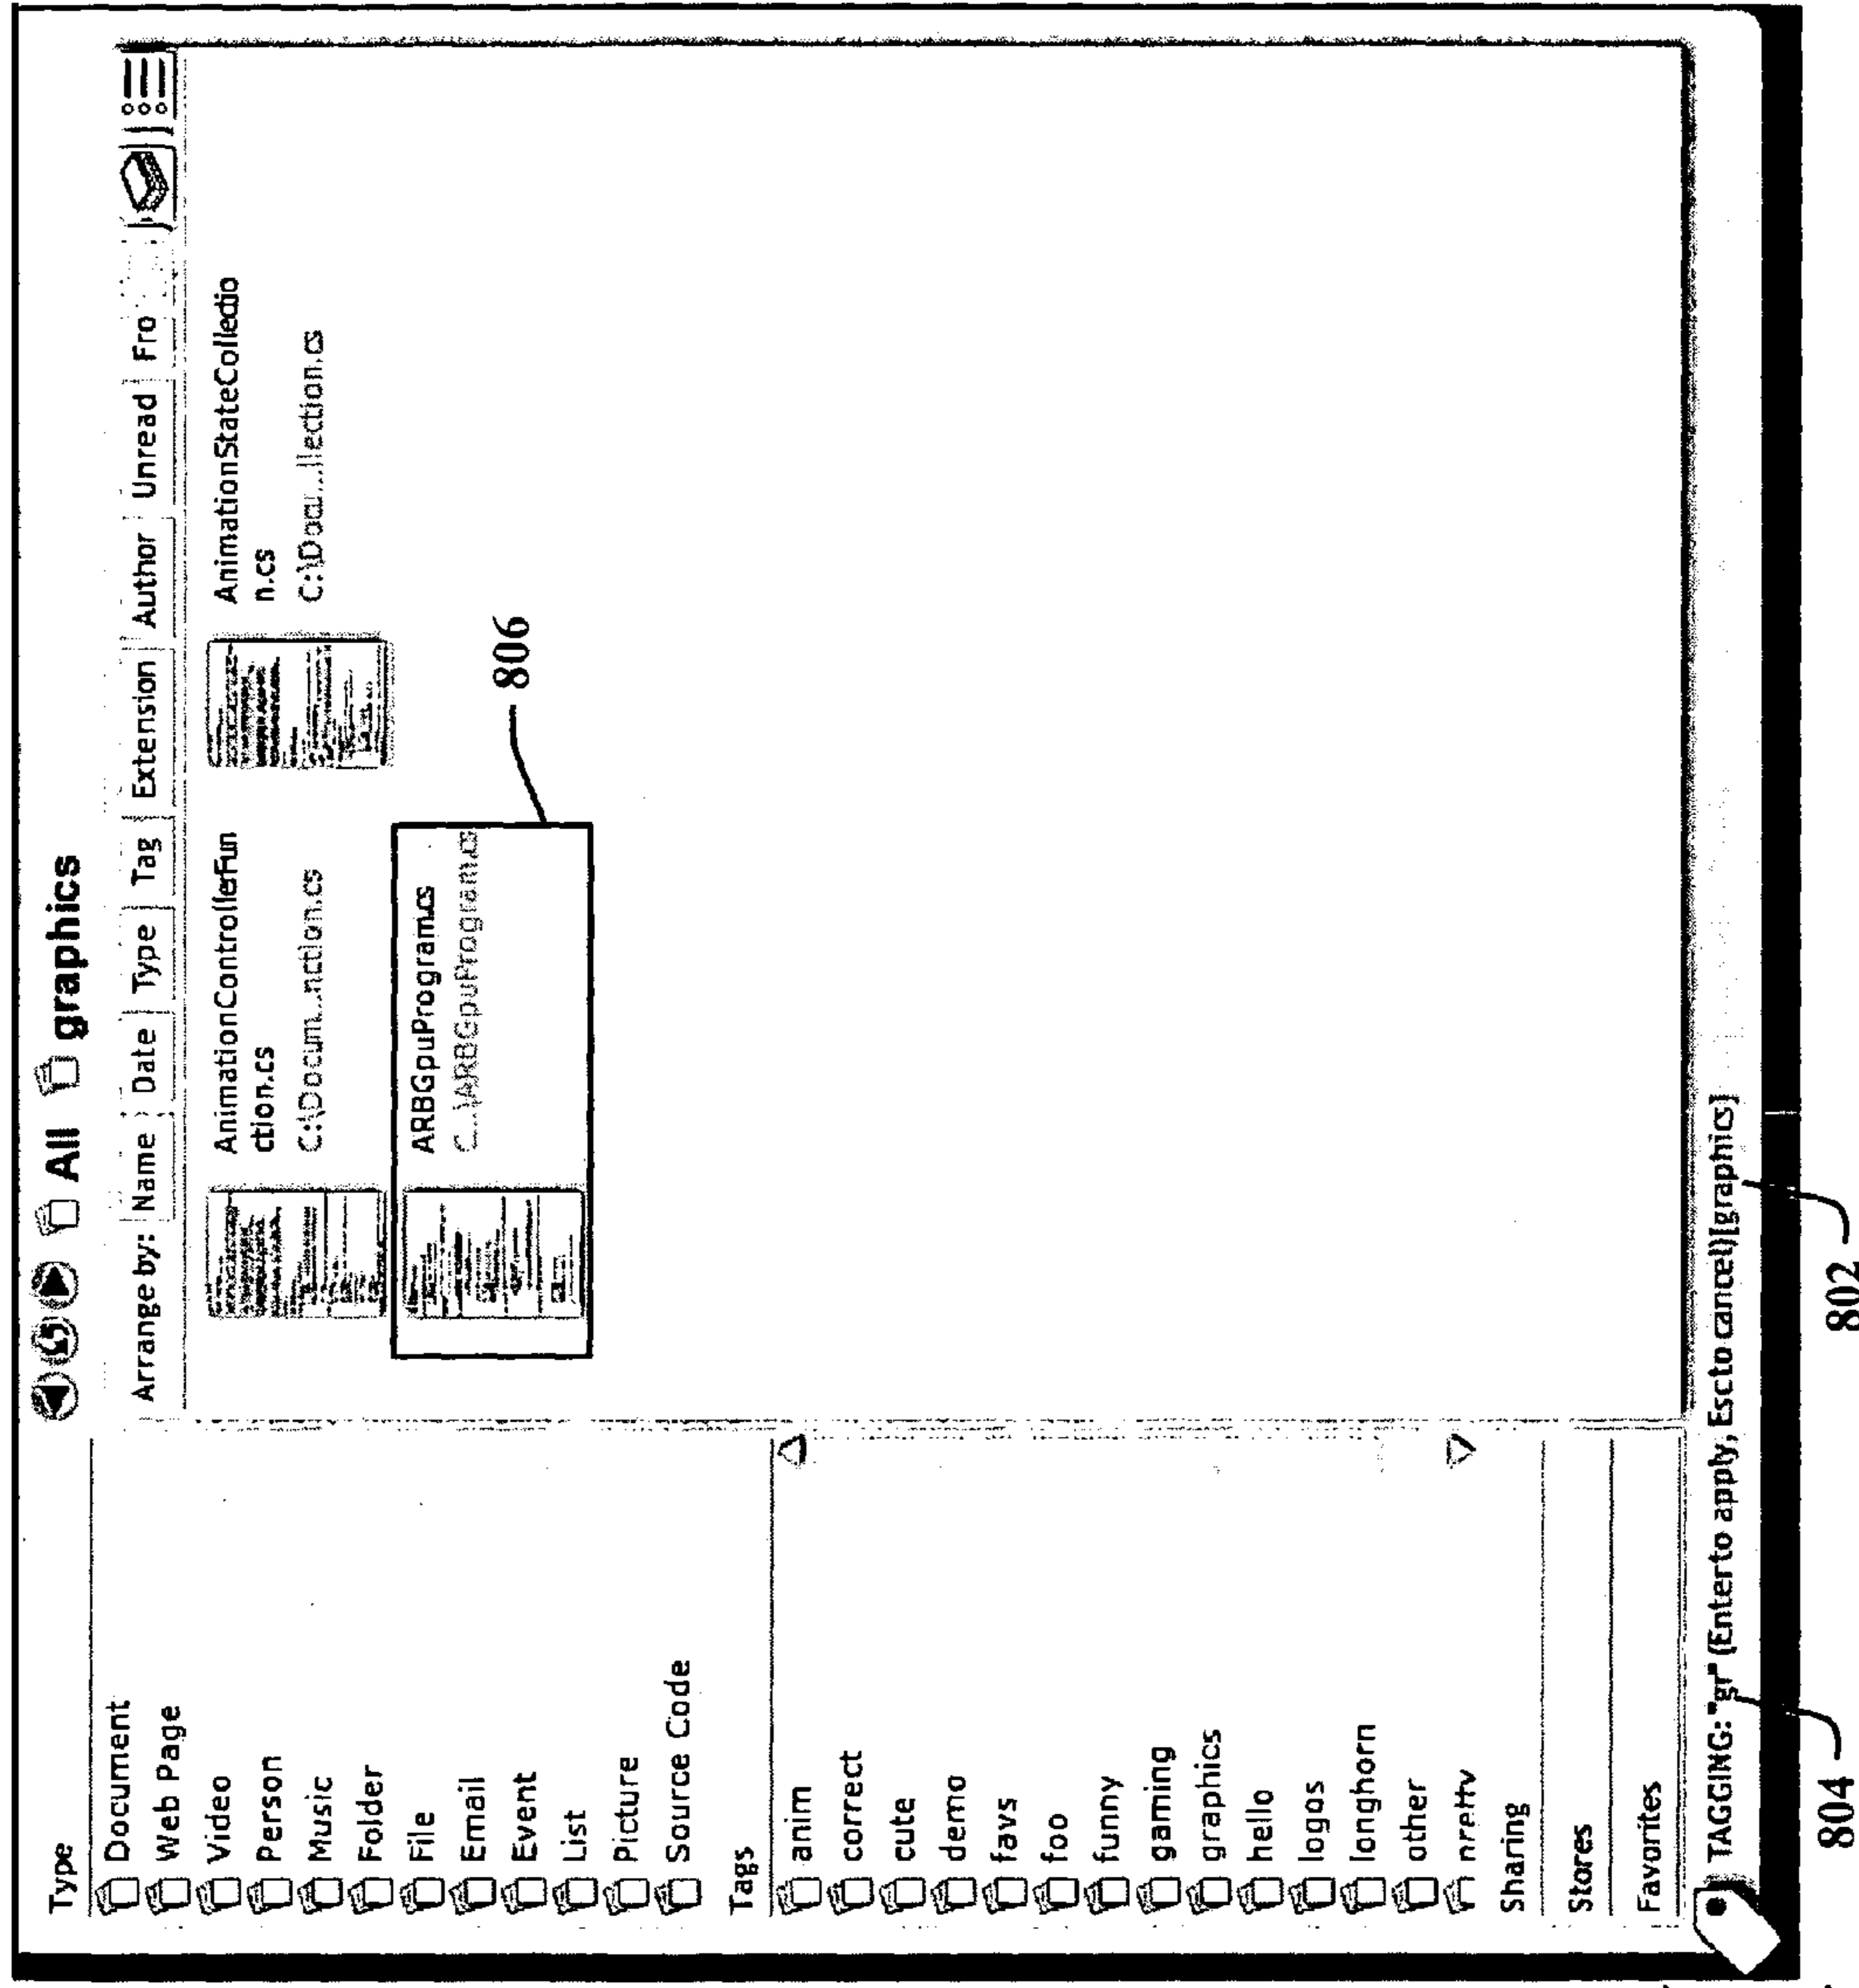 All graphics
Type
Document
Web Page
Video
Person
Music
Folder
File
Email
Event
List
Picture
Source Code
Tags
anim
correct
cute
demo
favs
foo
funny
gaming
graphics
hello
logos
longhorn
other
pretty
Sharing
Stores
Favorites
Arrange by: Name Date Type Tag Extension Author Unread Fro
AnimationControllerFun
ction.cs
C:\Docum...nction.cs
AnimationStateCollectio
n.cs
C:\Docu...llection.cs
ARBGpuProgram.cs
C...\ARBGpuProgram.cs
806
TAGGING: "gr" (Enter to apply, Esc to cancel)[graphics]
804
802